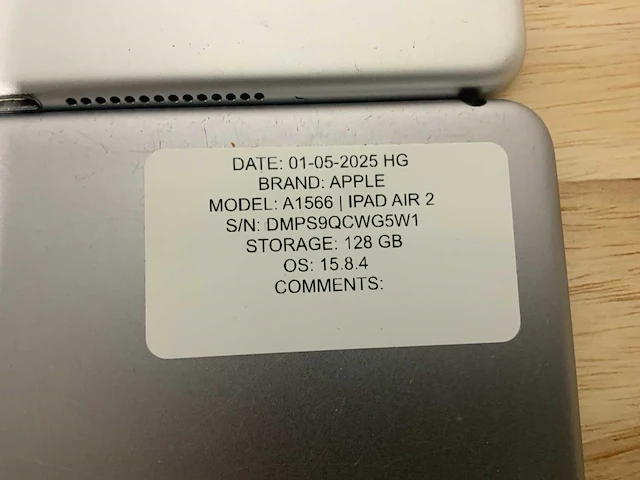 DATE: 01-05-2025 HG
BRAND: APPLE
MODEL: A1566 | IPAD AIR 2
S/N: DMPS9QCWG5W1
STORAGE: 128 GB
OS: 15.8.4
COMMENTS: